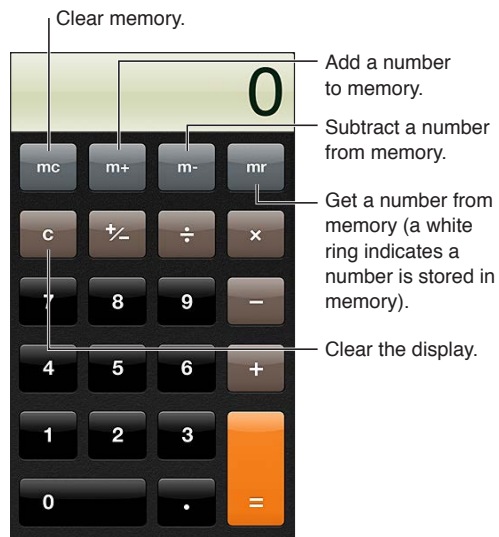 Clear memory.
0
Add a number
to memory.
Subtract a number
from memory.
mc m+ m- mr
Get a number from
memory (a white
ring indicates a
number is stored in
memory).
c +/− ÷ ×
7 8 9 −
Clear the display.
4 5 6 +
1 2 3
0 . =